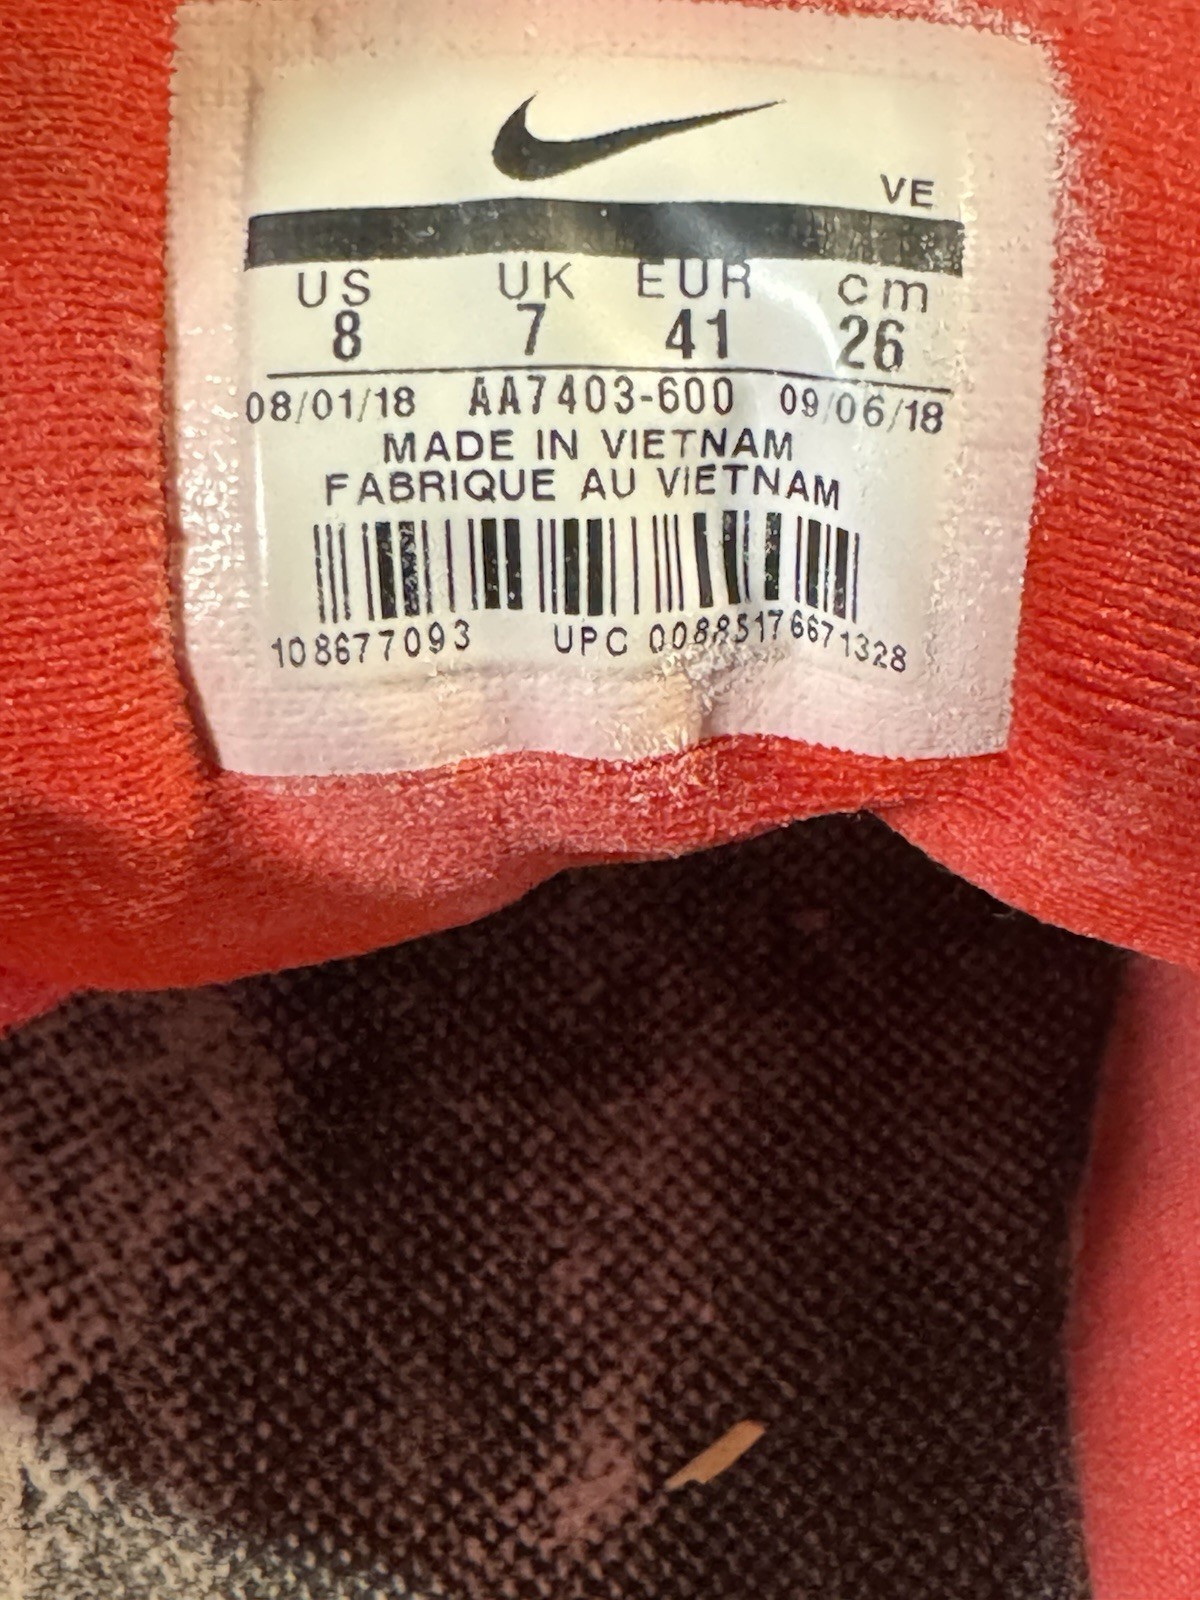 VE
US UK EUR cm
8 7 41 26
08/01/18 AA7403-600 09/06/18
MADE IN VIETNAM
FABRIQUE AU VIETNAM
108677093 UPC 00885176671328